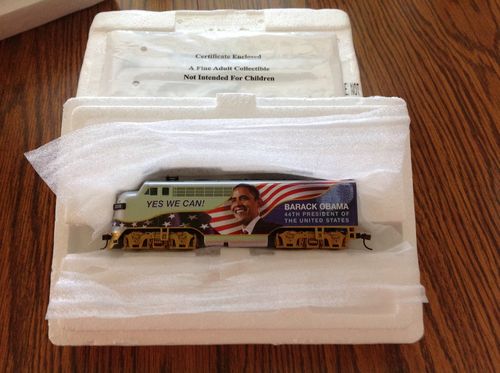 Certificate Enclosed
A Fine Adult Collectible
Not Intended For Children
YES WE CAN!
BARACK OBAMA
44TH PRESIDENT OF
THE UNITED STATES